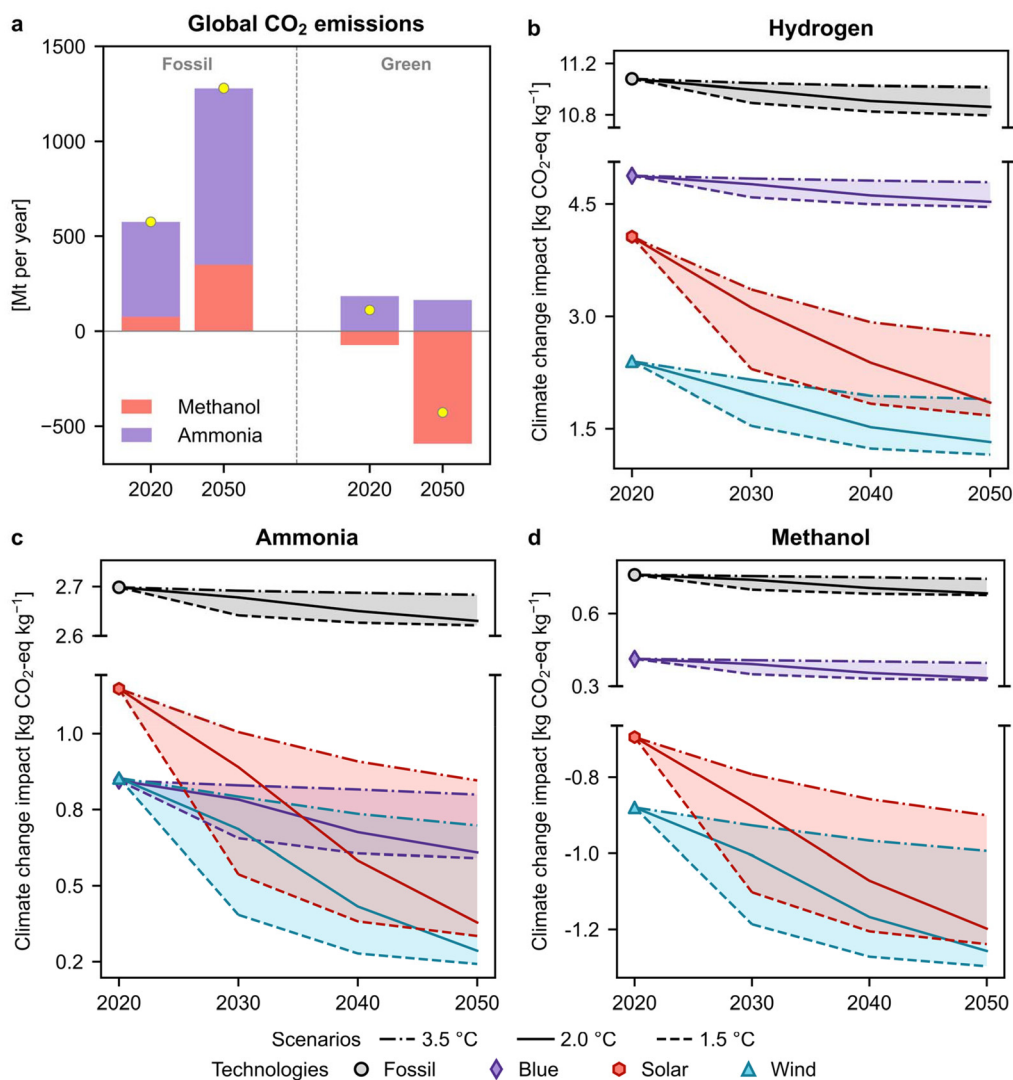 a
Global CO₂ emissions
1500
1000
500
0
−500
[Mt per year]
Fossil
Green
Methanol
Ammonia
2020
2050
2020
2050
b
Hydrogen
11.2
10.8
4.5
3.0
1.5
Climate change impact [kg CO₂-eq kg⁻¹]
2020
2030
2040
2050
c
Ammonia
2.7
2.6
1.0
0.8
0.5
0.2
Climate change impact [kg CO₂-eq kg⁻¹]
2020
2030
2040
2050
d
Methanol
0.6
0.3
-0.8
-1.0
-1.2
Climate change impact [kg CO₂-eq kg⁻¹]
2020
2030
2040
2050
Scenarios 3.5 °C 2.0 °C 1.5 °C
Technologies Fossil Blue Solar Wind